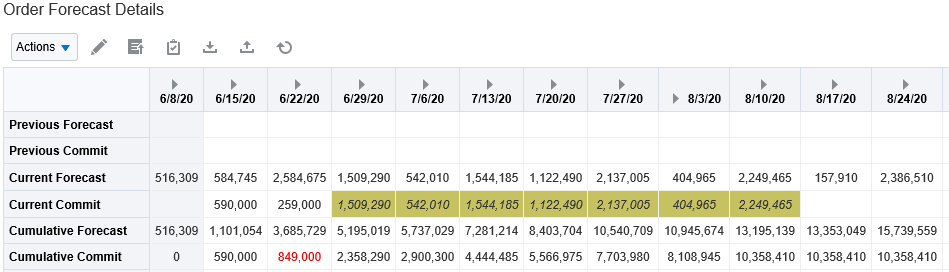 Order Forecast Details
Actions
6/8/20 6/15/20 6/22/20 6/29/20 7/6/20 7/13/20 7/20/20 7/27/20 8/3/20 8/10/20 8/17/20 8/24/20
Previous Forecast
Previous Commit
Current Forecast 516,309 584,745 2,584,675 1,509,290 542,010 1,544,185 1,122,490 2,137,005 404,965 2,249,465 157,910 2,386,510
Current Commit 590,000 259,000 1,509,290 542,010 1,544,185 1,122,490 2,137,005 404,965 2,249,465
Cumulative Forecast 516,309 1,101,054 3,685,729 5,195,019 5,737,029 7,281,214 8,403,704 10,540,709 10,945,674 13,195,139 13,353,049 15,739,559
Cumulative Commit 0 590,000 849,000 2,358,290 2,900,300 4,444,485 5,566,975 7,703,980 8,108,945 10,358,410 10,358,410 10,358,410